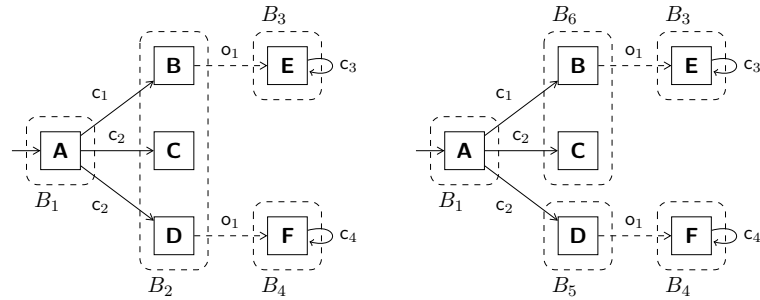 B₃
B E
o₁ c₃
c₁
A c₂ C
B₁ c₂
D o₁ F c₄
B₂ B₄
B₆ B₃
B o₁ E c₃
c₁
A c₂ C
B₁ c₂
D o₁ F c₄
B₅ B₄